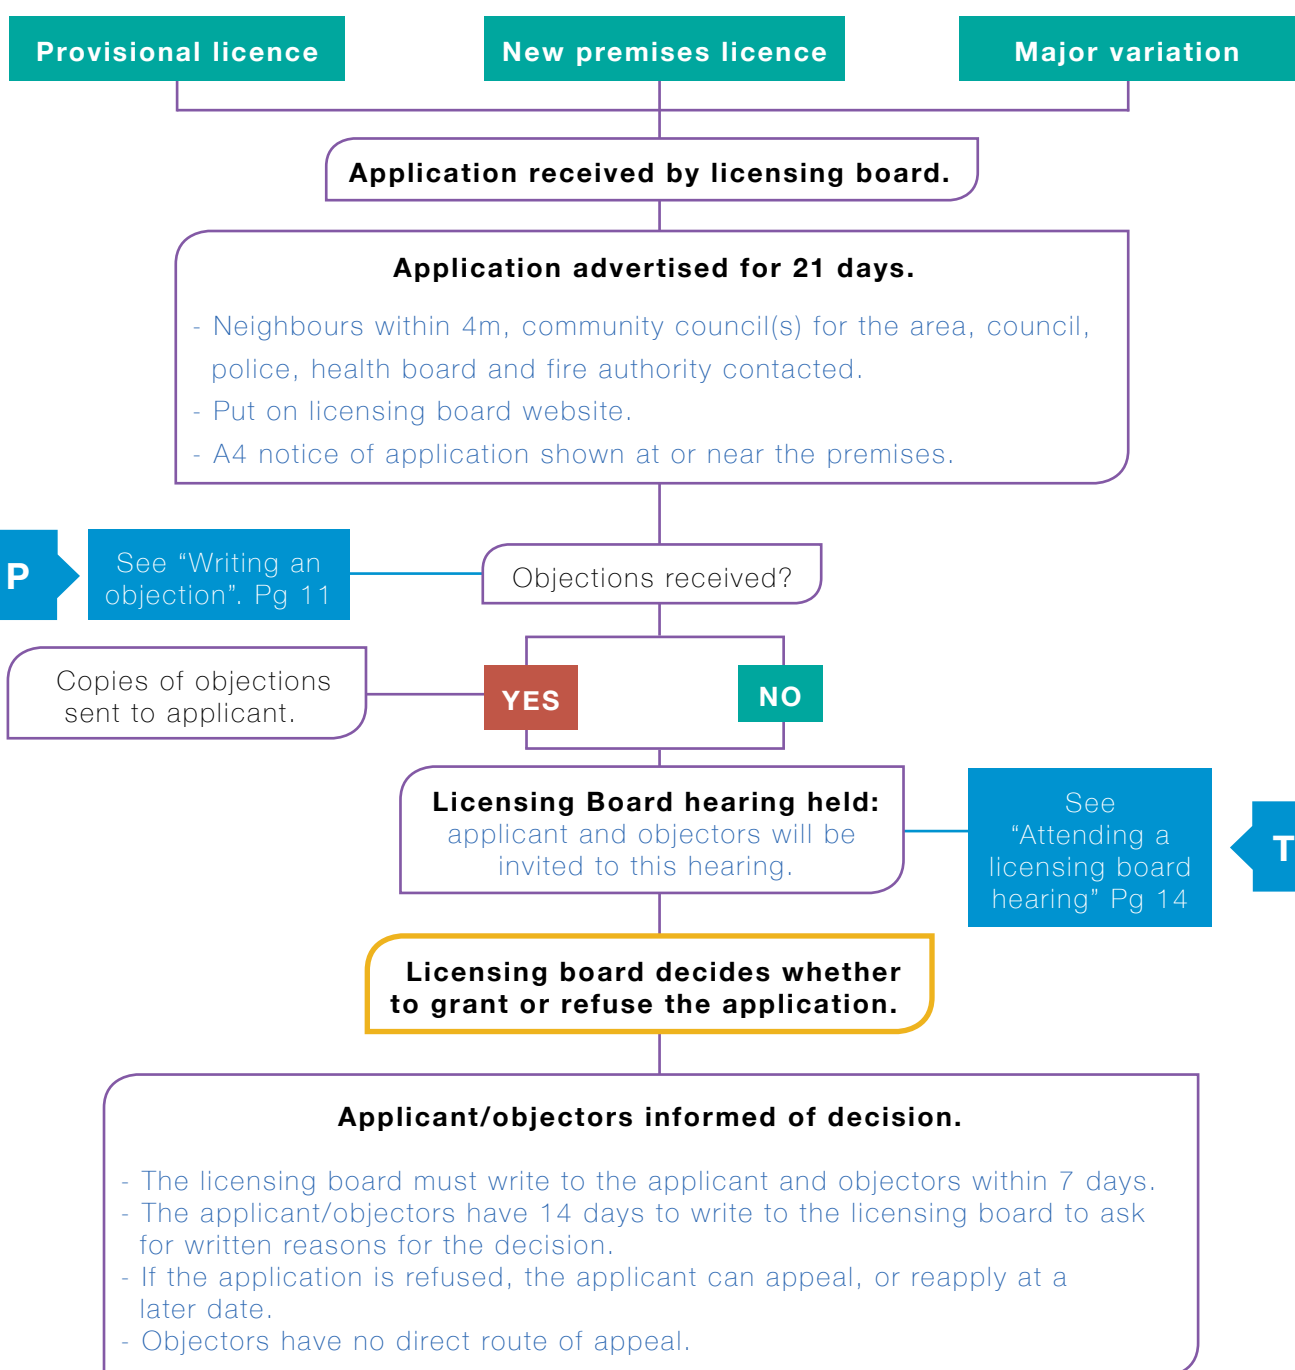 Provisional licence
New premises licence
Major variation
Application received by licensing board.
Application advertised for 21 days.
- Neighbours within 4m, community council(s) for the area, council,
police, health board and fire authority contacted.
- Put on licensing board website.
- A4 notice of application shown at or near the premises.
P
See “Writing an
objection”. Pg 11
Objections received?
Copies of objections
sent to applicant.
YES
NO
Licensing Board hearing held:
applicant and objectors will be
invited to this hearing.
See
“Attending a
licensing board
hearing” Pg 14
T
Licensing board decides whether
to grant or refuse the application.
Applicant/objectors informed of decision.
- The licensing board must write to the applicant and objectors within 7 days.
- The applicant/objectors have 14 days to write to the licensing board to ask
for written reasons for the decision.
- If the application is refused, the applicant can appeal, or reapply at a
later date.
- Objectors have no direct route of appeal.